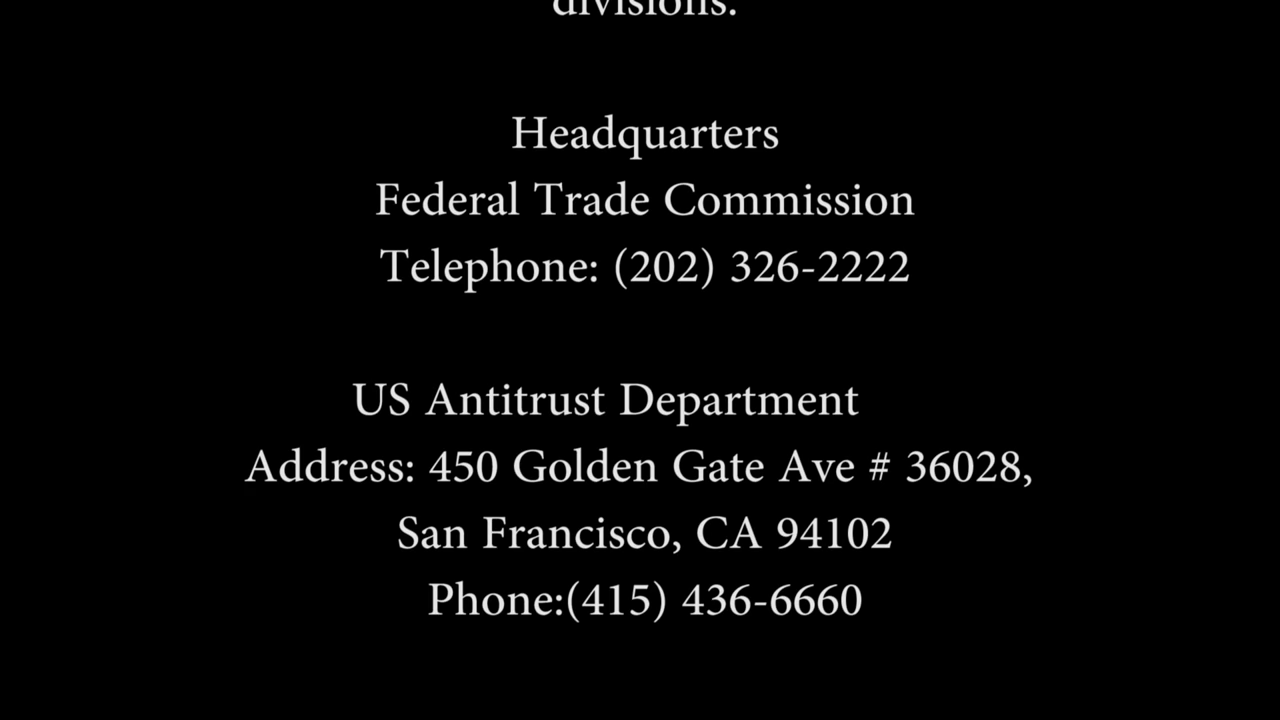 divisions.
Headquarters
Federal Trade Commission
Telephone: (202) 326-2222
US Antitrust Department
Address: 450 Golden Gate Ave # 36028,
San Francisco, CA 94102
Phone:(415) 436-6660